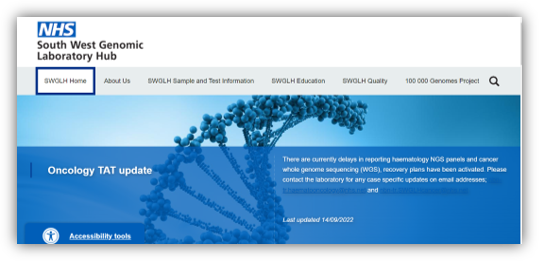 NHS
South West Genomic
Laboratory Hub
SWGLH Home About Us SWGLH Sample and Test Information SWGLH Education SWGLH Quality 100 000 Genomes Project
Oncology TAT update
There are currently delays in reporting haematology NGS panels and cancer
whole genome sequencing (WGS), recovery plans have been activated. Please
contact the laboratory for any case specific updates on email addresses;
and
Last updated 14/09/2022
Accessibility tools